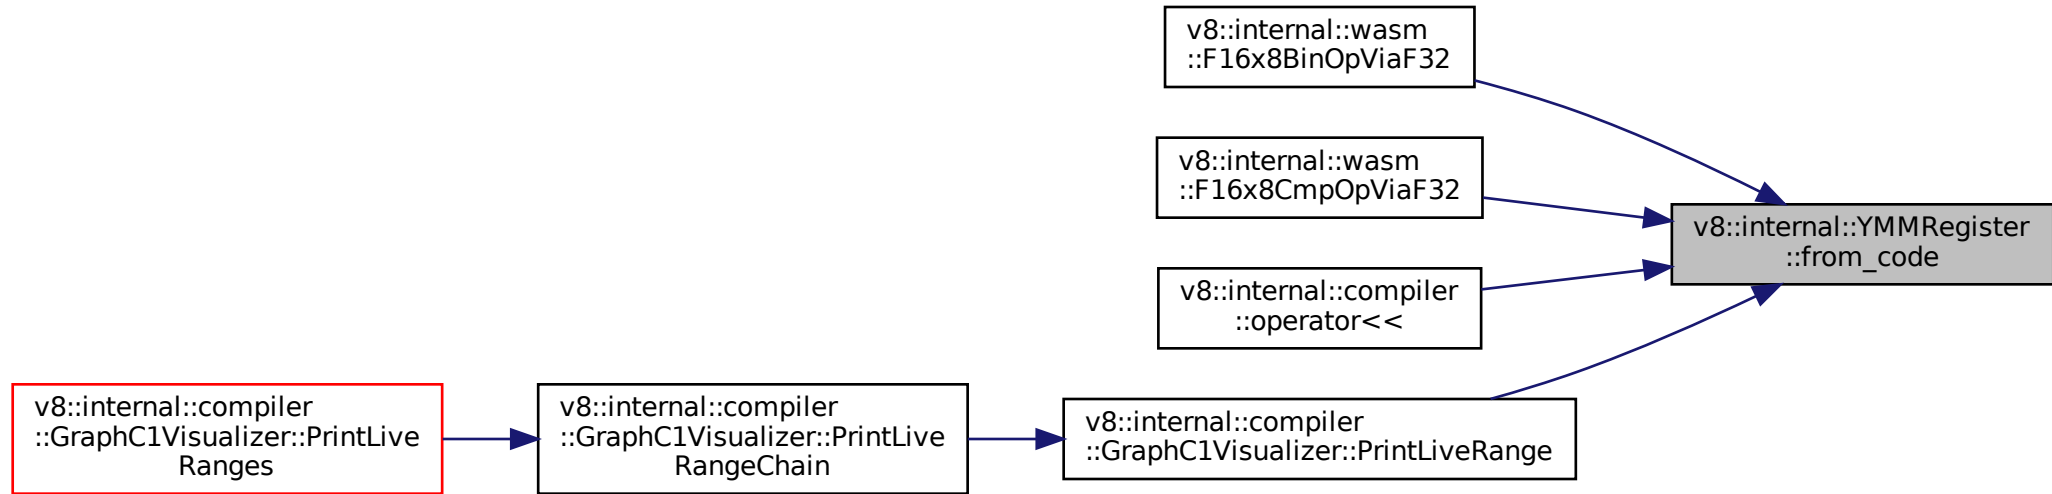 v8::internal::wasm
::F16x8BinOpViaF32
v8::internal::wasm
::F16x8CmpOpViaF32
v8::internal::YMMRegister
::from_code
v8::internal::compiler
::operator<<
v8::internal::compiler
::GraphC1Visualizer::PrintLive
Ranges
v8::internal::compiler
::GraphC1Visualizer::PrintLive
RangeChain
v8::internal::compiler
::GraphC1Visualizer::PrintLiveRange